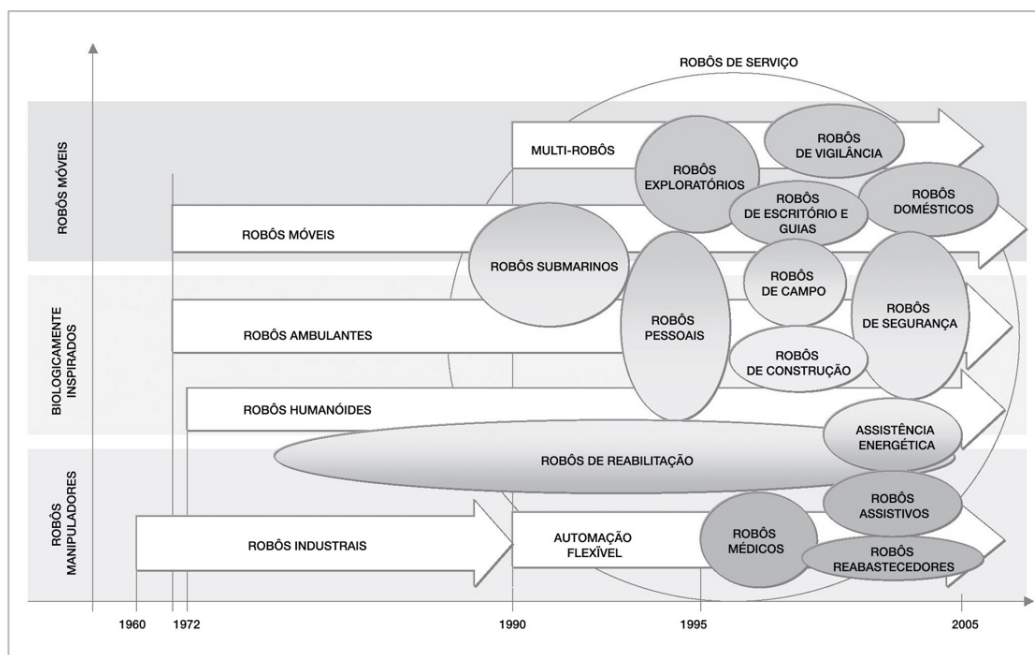 ROBÔS DE SERVIÇO
ROBÔS MÓVEIS
MULTI-ROBÔS
ROBÔS
EXPLORATÓRIOS
ROBÔS
DE VIGILÂNCIA
ROBÔS
DE ESCRITÓRIO E
GUIAS
ROBÔS
DOMÉSTICOS
ROBÔS MÓVEIS
ROBÔS SUBMARINOS
BIOLOGICAMENTE
INSPIRADOS
ROBÔS AMBULANTES
ROBÔS
PESSOAIS
ROBÔS
DE CAMPO
ROBÔS
DE SEGURANÇA
ROBÔS
DE CONSTRUÇÃO
ROBÔS HUMANÓIDES
ASSISTÊNCIA
ENERGÉTICA
ROBÔS DE REABILITAÇÃO
ROBÔS
MANIPULADORES
ROBÔS INDUSTRAIS
AUTOMAÇÃO
FLEXÏVEL
ROBÔS
MÉDICOS
ROBÔS
ASSISTIVOS
ROBÔS
REABASTECEDORES
1960
1972
1990
1995
2005